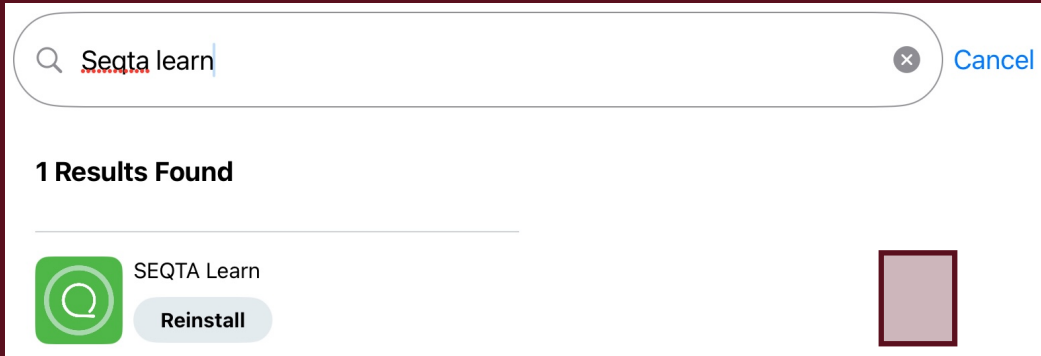 Seqta learn
Cancel
1 Results Found
SEQTA Learn
Reinstall